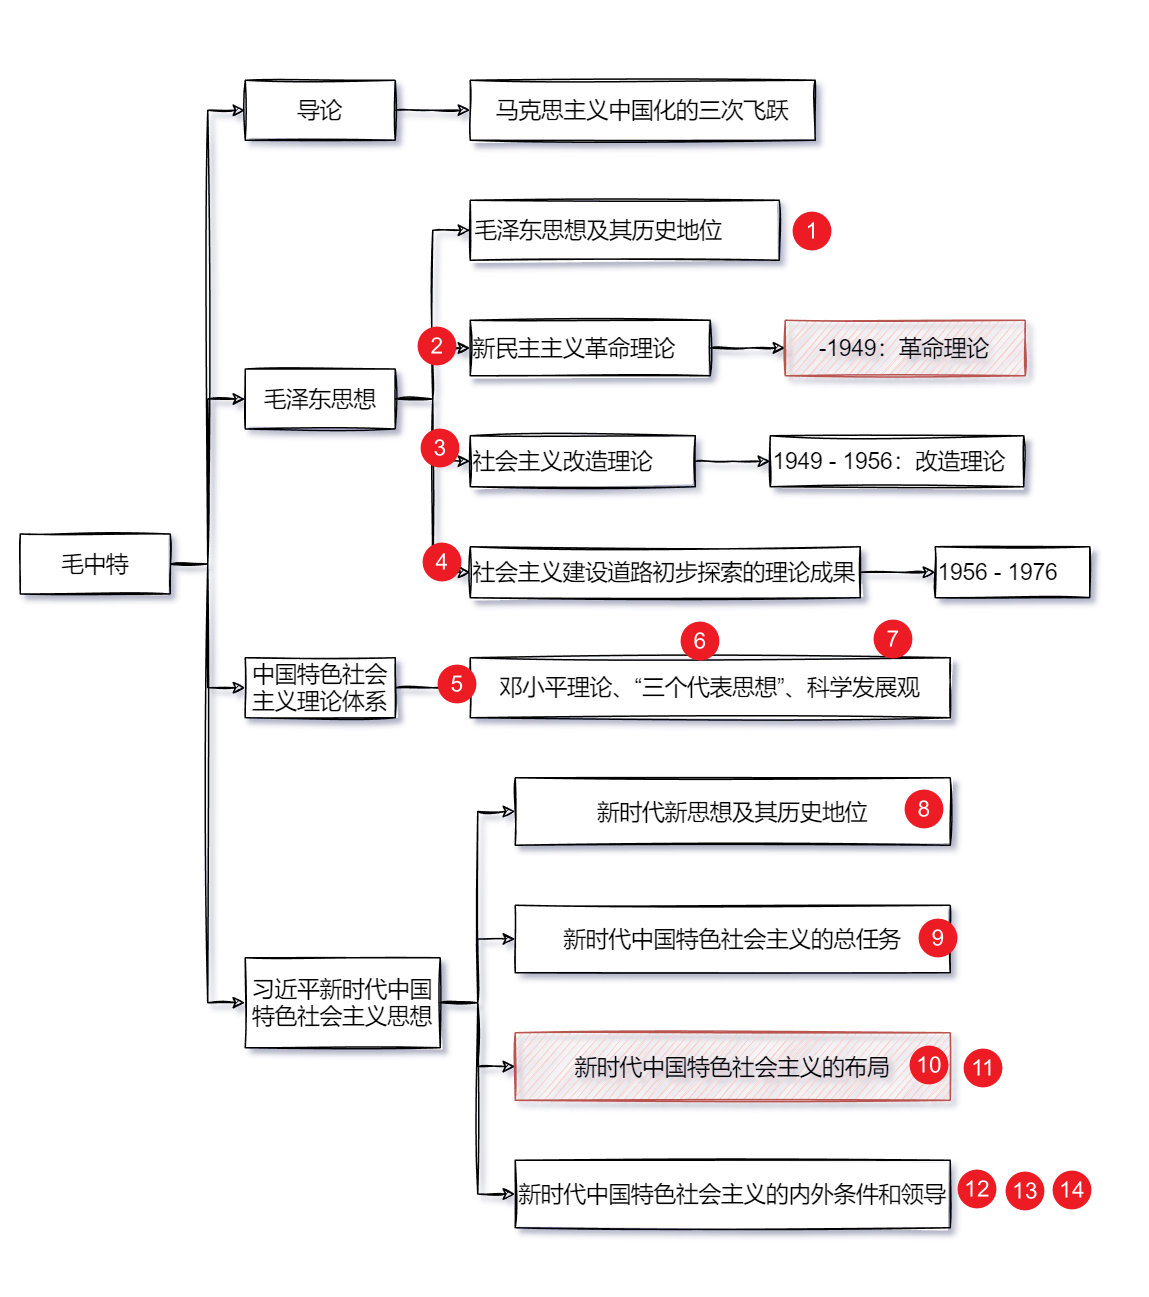 导论
马克思主义中国化的三次飞跃
毛泽东思想及其历史地位
1
2
新民主主义革命理论
-1949：革命理论
毛泽东思想
3
社会主义改造理论
1949 - 1956：改造理论
毛中特
4
社会主义建设道路初步探索的理论成果
1956 - 1976
6
7
中国特色社会
主义理论体系
5
邓小平理论、“三个代表思想”、科学发展观
新时代新思想及其历史地位
8
新时代中国特色社会主义的总任务
9
习近平新时代中国
特色社会主义思想
新时代中国特色社会主义的布局
10
11
新时代中国特色社会主义的内外条件和领导
12
13
14